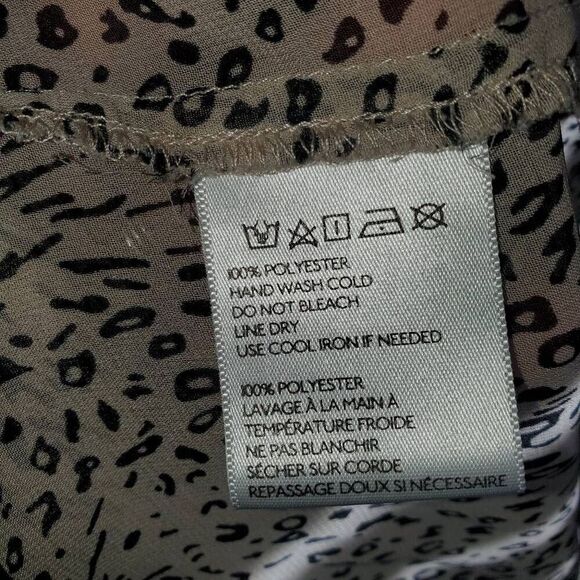 100% POLYESTER
HAND WASH COLD
DO NOT BLEACH
LINE DRY
USE COOL IRON IF NEEDED
100% POLYESTER
LAVAGE À LA MAIN À
TEMPÉRATURE FROIDE
NE PAS BLANCHIR
SÉCHER SUR CORDE
REPASSAGE DOUX SI NÉCESSAIRE